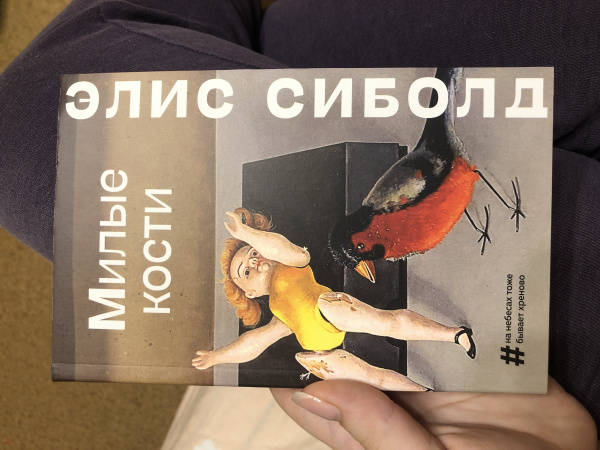 ЭЛИС СИБОЛД
Милые
кости
#на небесах тоже
бывает хреново